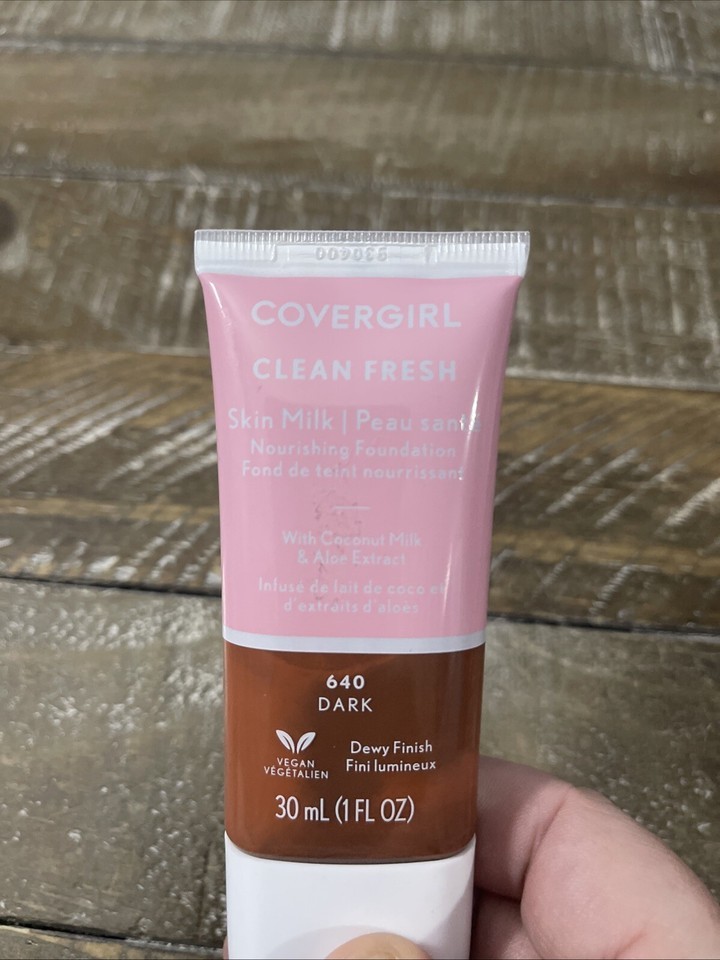 COVERGIRL
CLEAN FRESH
Skin Milk | Peau santé
Nourishing Foundation
Fond de teint nourrissant
With Coconut Milk
& Aloe Extract
Infusé de lait de coco et
d'extraits d'aloès
640
DARK
VEGAN
VÉGÉTALIEN
Dewy Finish
Fini lumineux
30 mL (1 FL OZ)